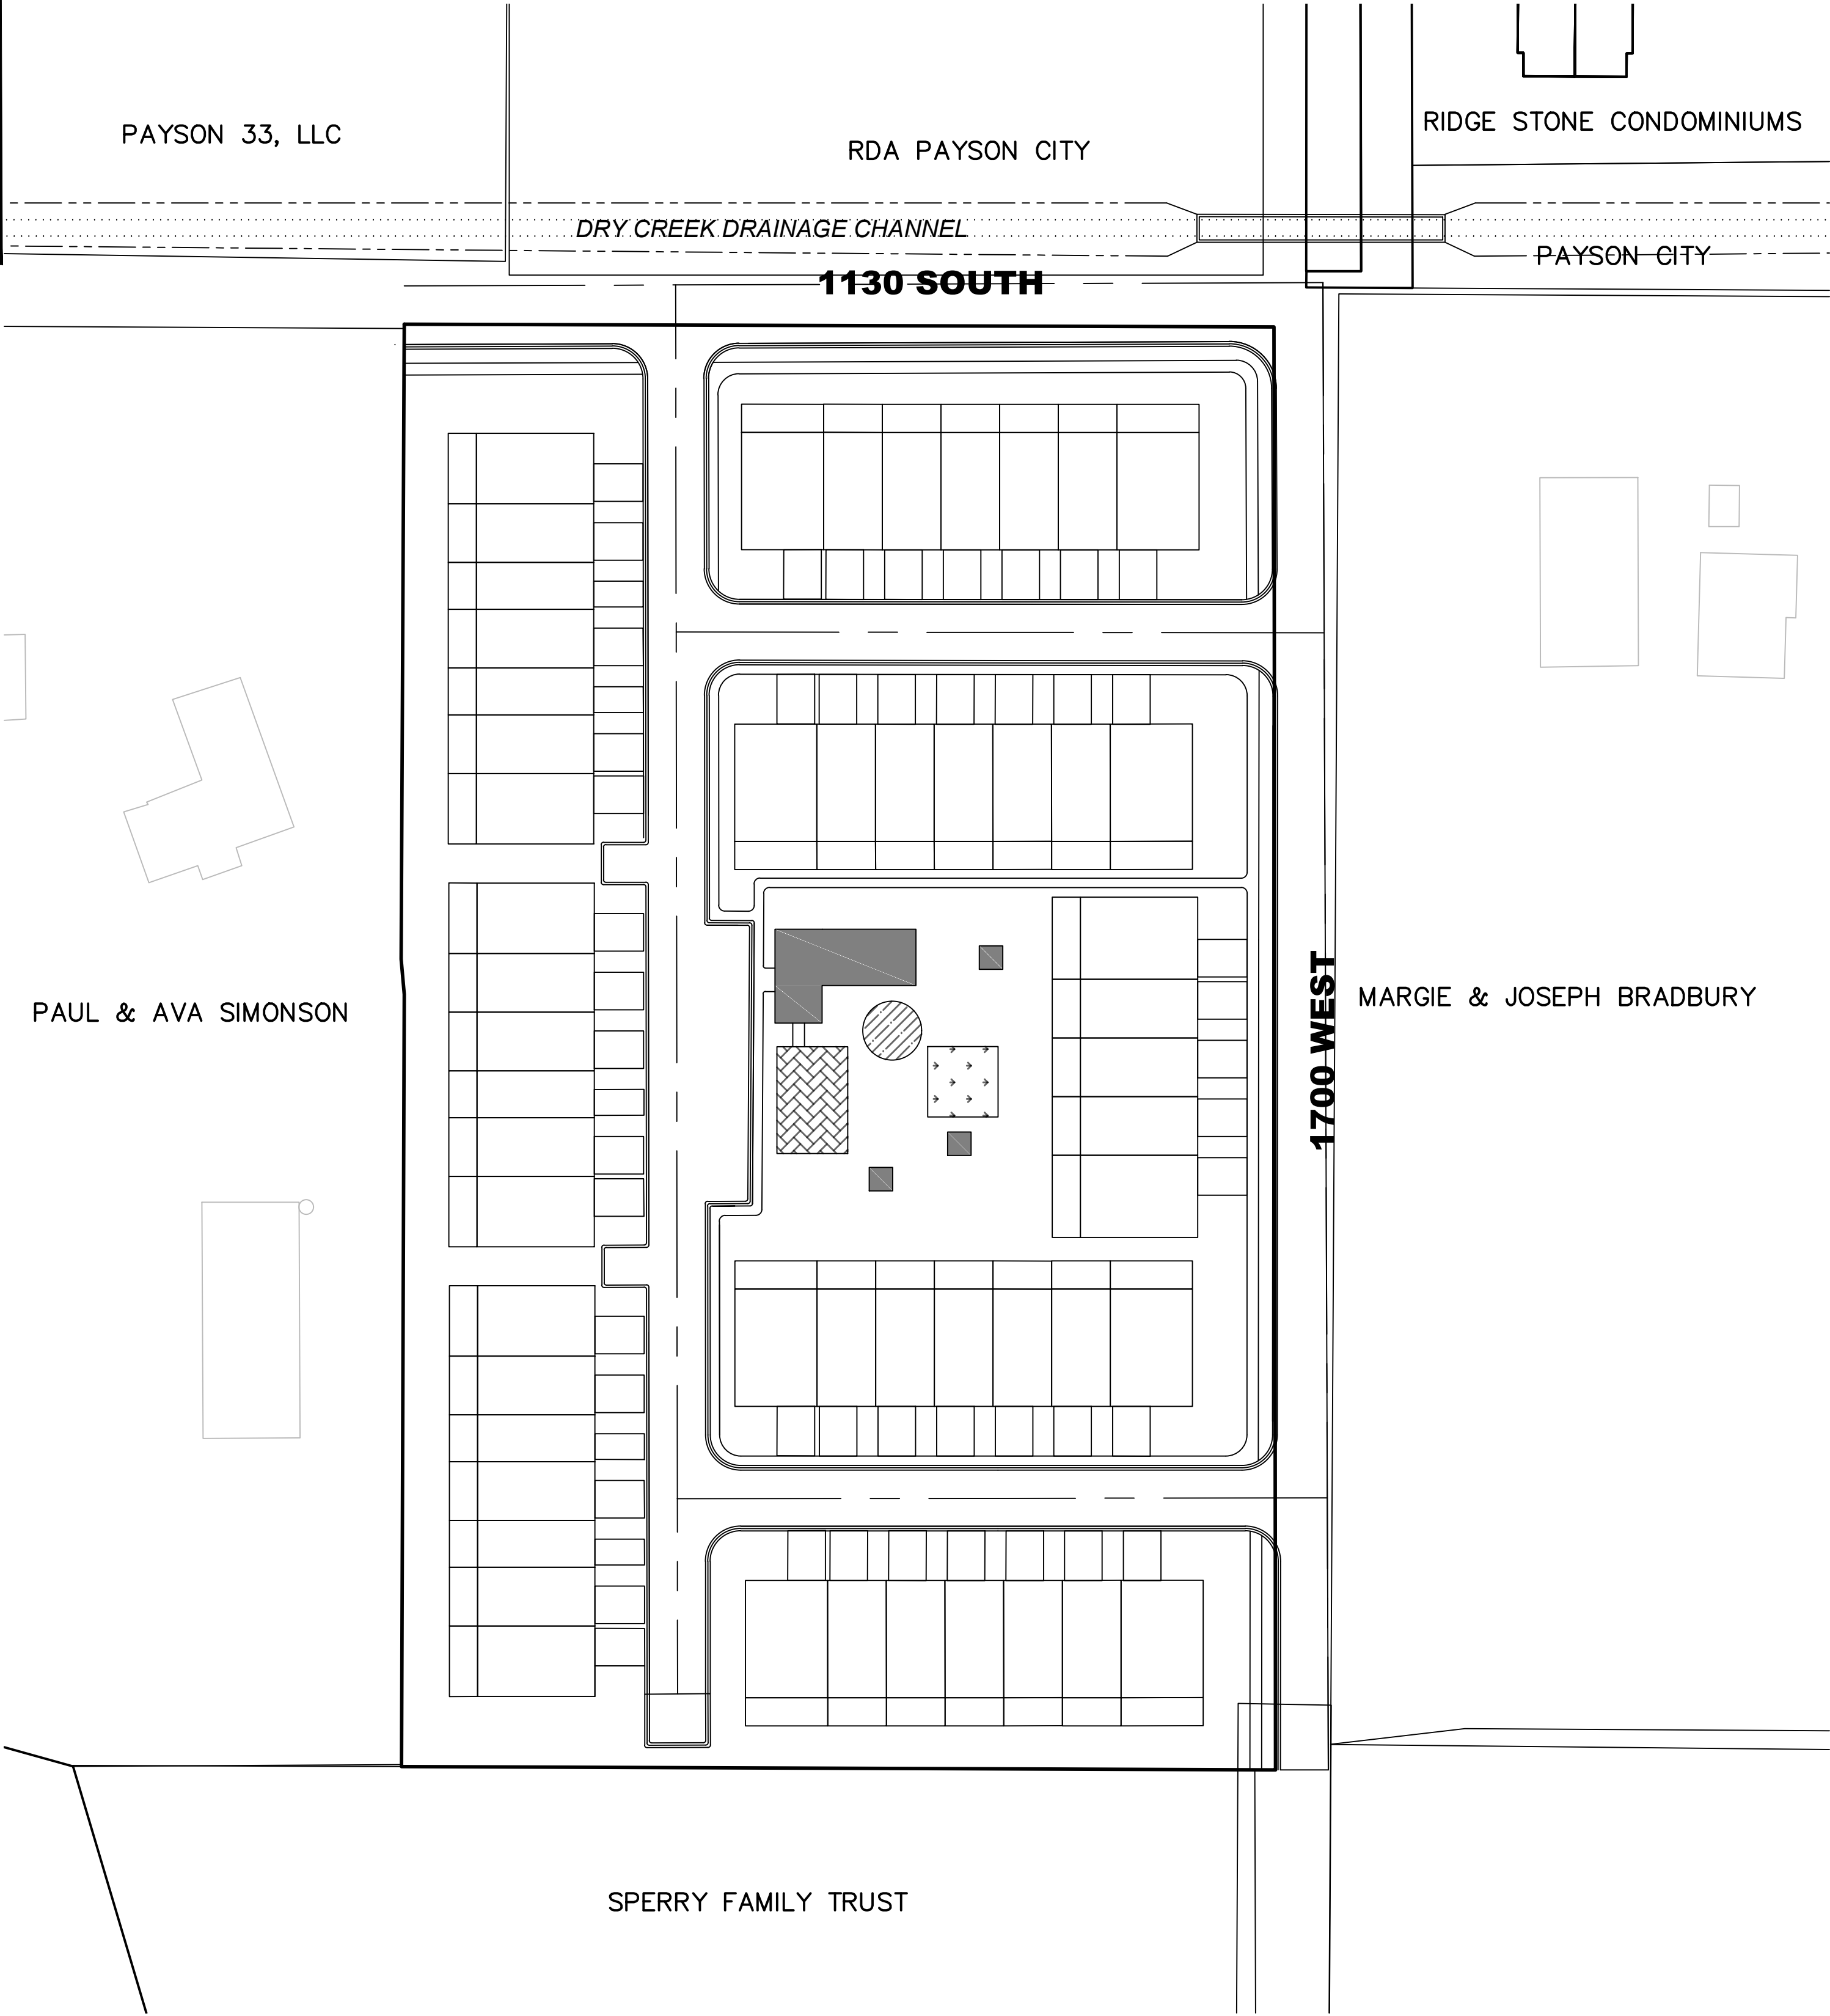 RIDGE STONE CONDOMINIUMS
PAYSON 33, LLC
RDA PAYSON CITY
DRY CREEK DRAINAGE CHANNEL
PAYSON CITY
1130 SOUTH
PAUL & AVA SIMONSON
1700 WEST
MARGIE & JOSEPH BRADBURY
SPERRY FAMILY TRUST